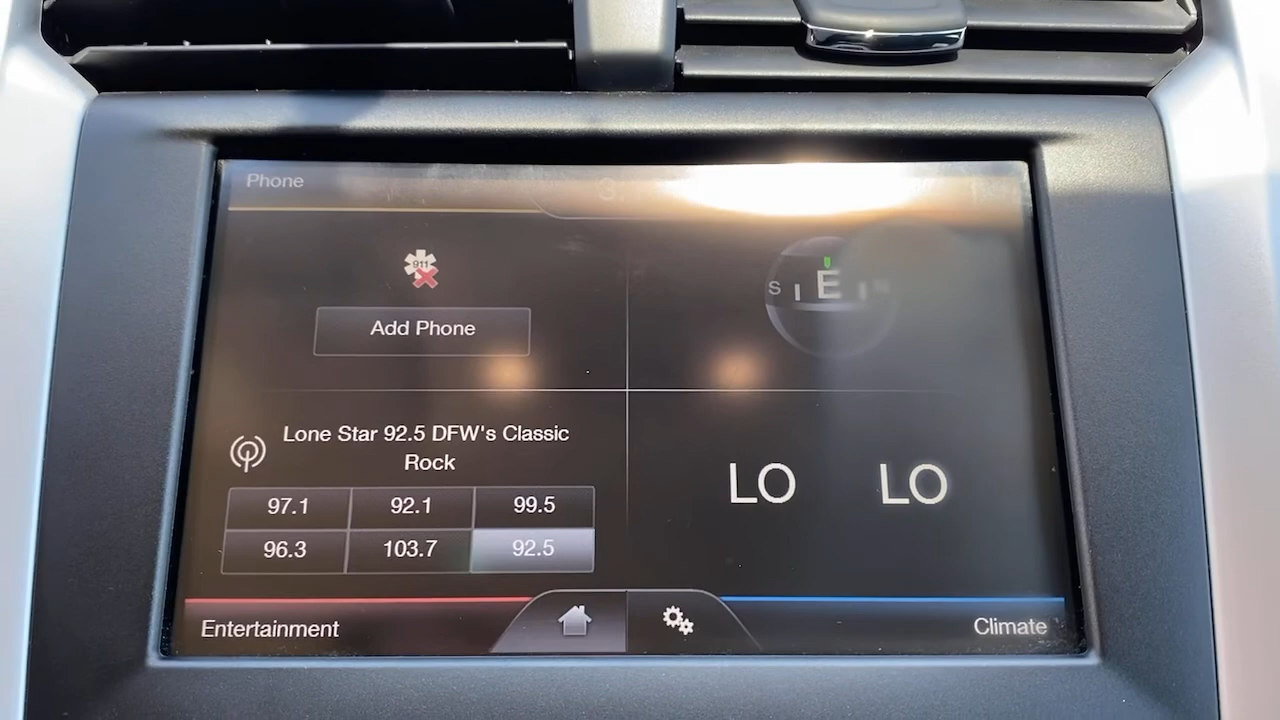 Phone
911
S E
Add Phone
Lone Star 92.5 DFW's Classic
Rock
LO LO
97.1 92.1 99.5
96.3 103.7 92.5
Entertainment
Climate